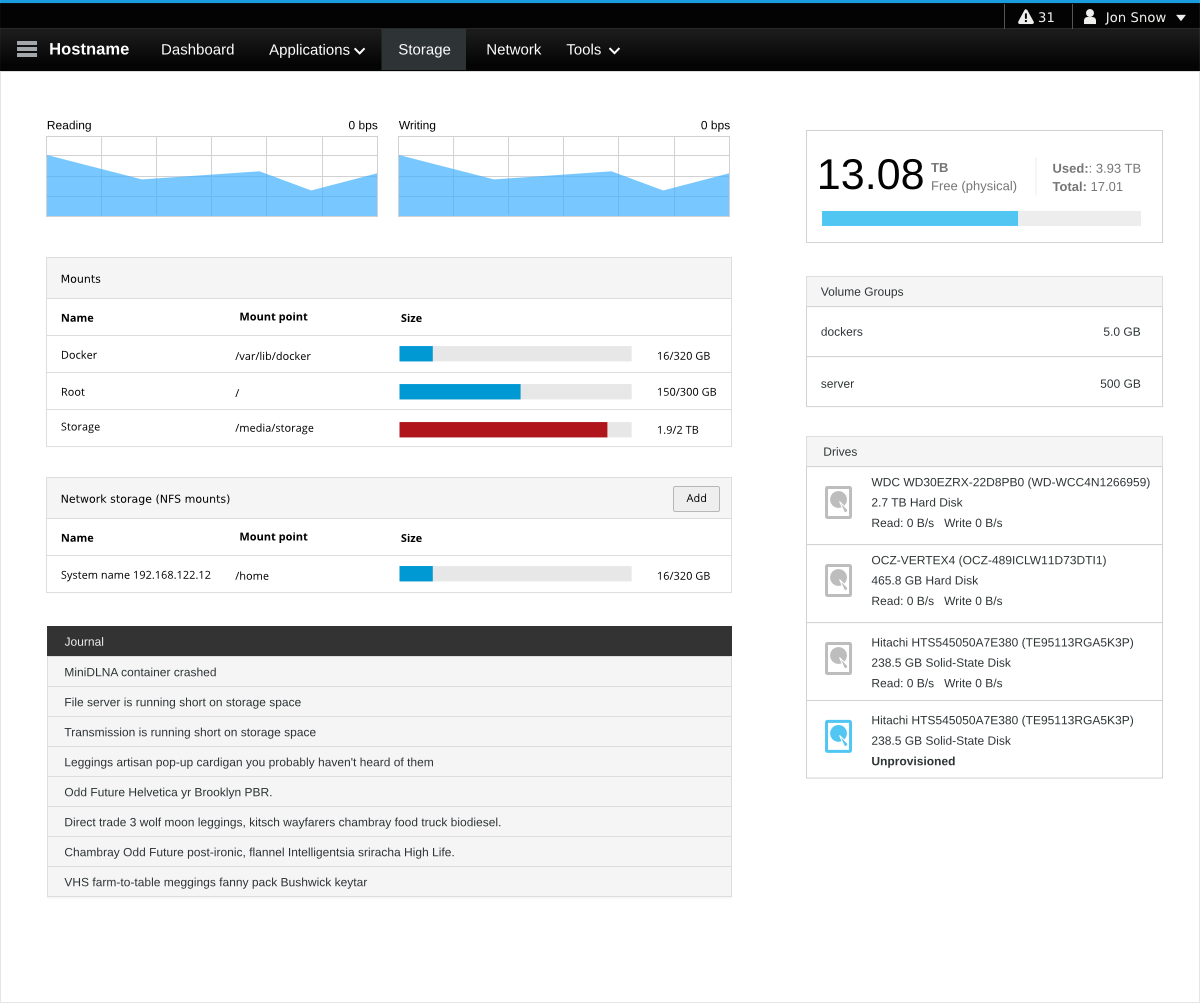 31 Jon Snow
Hostname Dashboard Applications Storage Network Tools
Reading 0 bps Writing 0 bps
13.08 TB
Free (physical)
Used:: 3.93 TB
Total: 17.01
Mounts
Name Mount point Size
Docker /var/lib/docker 16/320 GB
Root / 150/300 GB
Storage /media/storage 1.9/2 TB
Network storage (NFS mounts) Add
Name Mount point Size
System name 192.168.122.12 /home 16/320 GB
Journal
MiniDLNA container crashed
File server is running short on storage space
Transmission is running short on storage space
Leggings artisan pop-up cardigan you probably haven't heard of them
Odd Future Helvetica yr Brooklyn PBR.
Direct trade 3 wolf moon leggings, kitsch wayfarers chambray food truck biodiesel.
Chambray Odd Future post-ironic, flannel Intelligentsia sriracha High Life.
VHS farm-to-table meggings fanny pack Bushwick keytar
Volume Groups
dockers 5.0 GB
server 500 GB
Drives
WDC WD30EZRX-22D8PB0 (WD-WCC4N1266959)
2.7 TB Hard Disk
Read: 0 B/s Write 0 B/s
OCZ-VERTEX4 (OCZ-489ICLW11D73DTI1)
465.8 GB Hard Disk
Read: 0 B/s Write 0 B/s
Hitachi HTS545050A7E380 (TE95113RGA5K3P)
238.5 GB Solid-State Disk
Read: 0 B/s Write 0 B/s
Hitachi HTS545050A7E380 (TE95113RGA5K3P)
238.5 GB Solid-State Disk
Unprovisioned